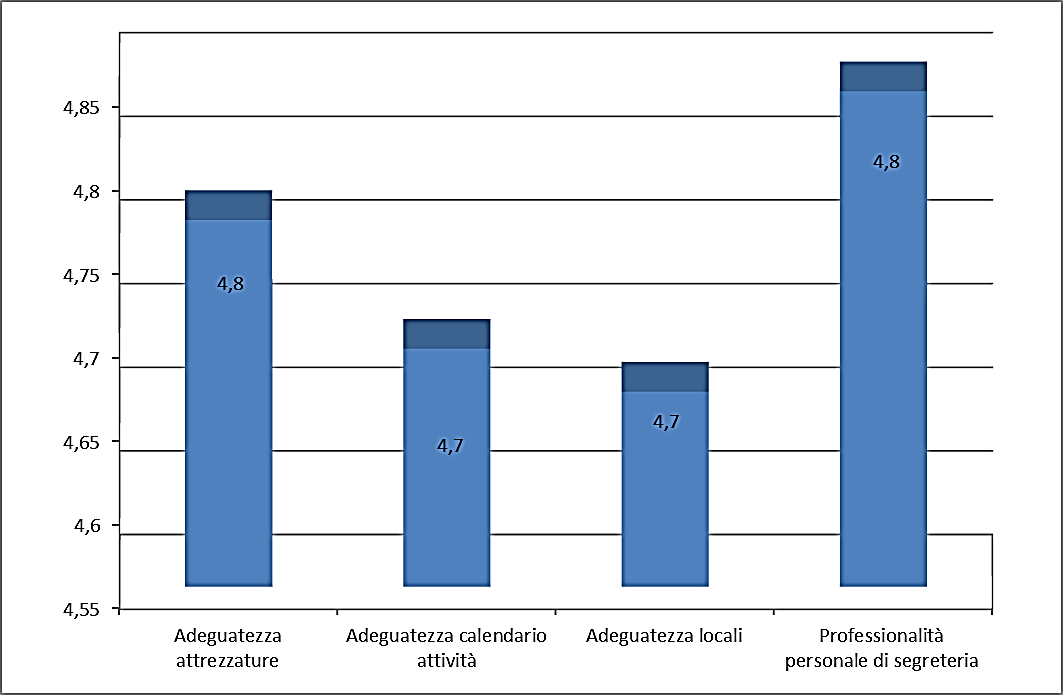 4,85
4,8
4,75
4,7
4,65
4,6
4,55
4,8
4,7
4,7
4,8
Adeguatezza
attrezzature
Adeguatezza calendario
attività
Adeguatezza locali
Professionalità
personale di segreteria